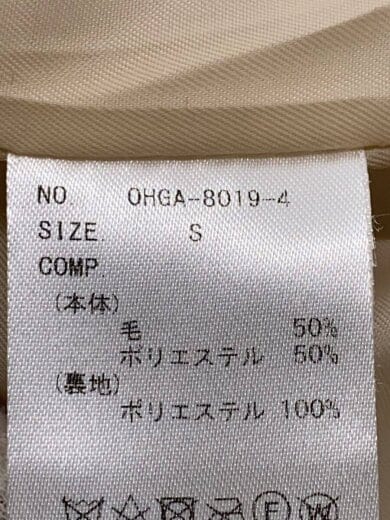 NO. OHGA-8019-4
SIZE. S
COMP.
(本体)
毛 50%
ポリエステル 50%
(裏地)
ポリエステル 100%
F W